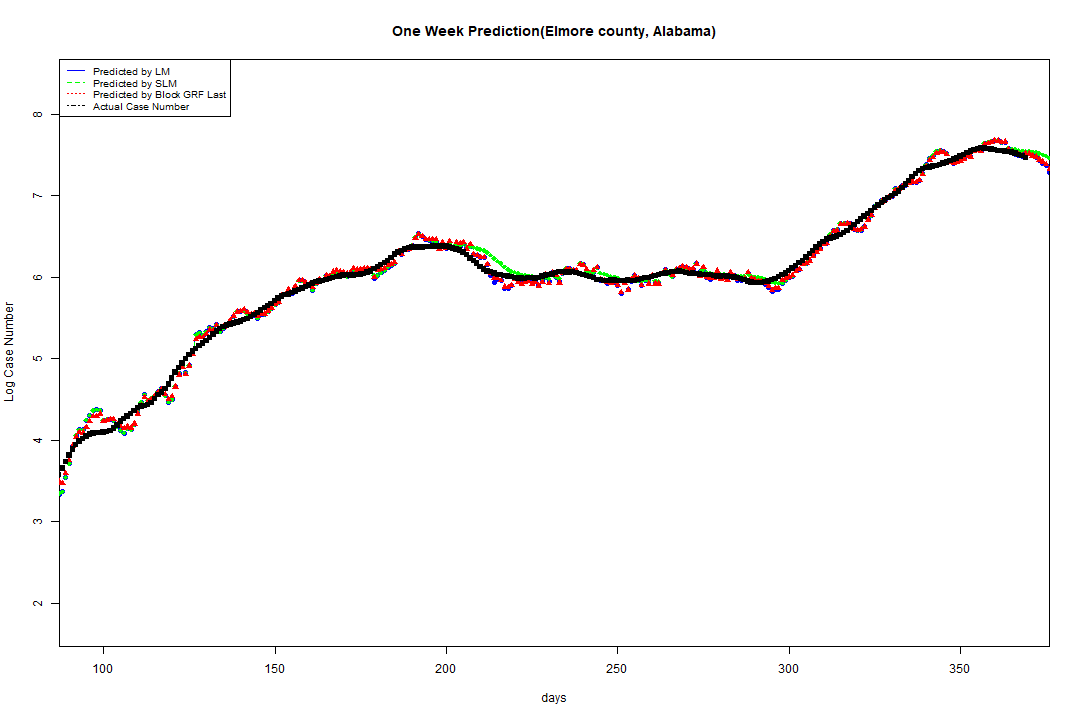 One Week Prediction(Elmore county, Alabama)
Predicted by LM
Predicted by SLM
Predicted by Block GRF Last
Actual Case Number
Log Case Number
8
7
6
5
4
3
2
100 150 200 250 300 350
days